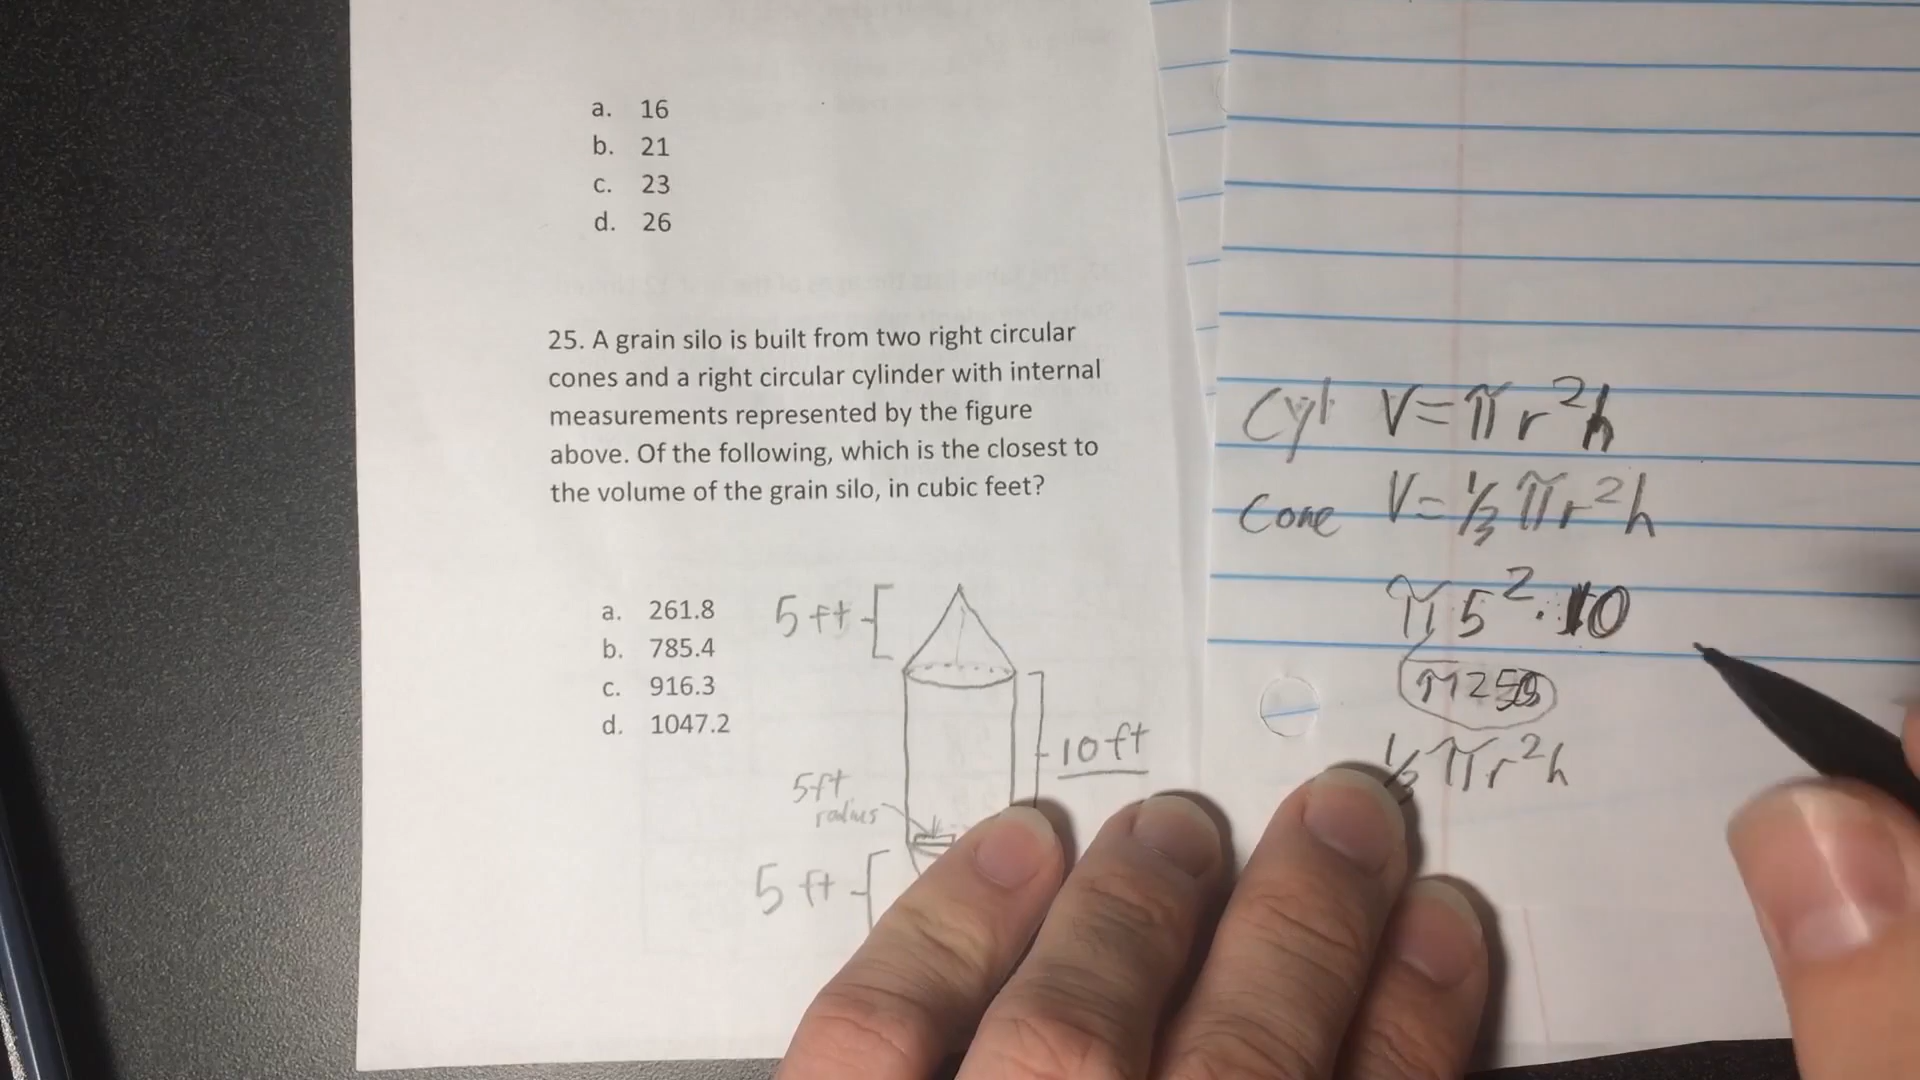 a. 16
b. 21
c. 23
d. 26
25. A grain silo is built from two right circular
cones and a right circular cylinder with internal
measurements represented by the figure
above. Of the following, which is the closest to
the volume of the grain silo, in cubic feet?
a. 261.8
b. 785.4
c. 916.3
d. 1047.2
5 ft
10 ft
5ft
radius
5 ft
Cyl V=πr²h
Cone V=⅓πr²h
π5²·10
π250
⅓πr²h